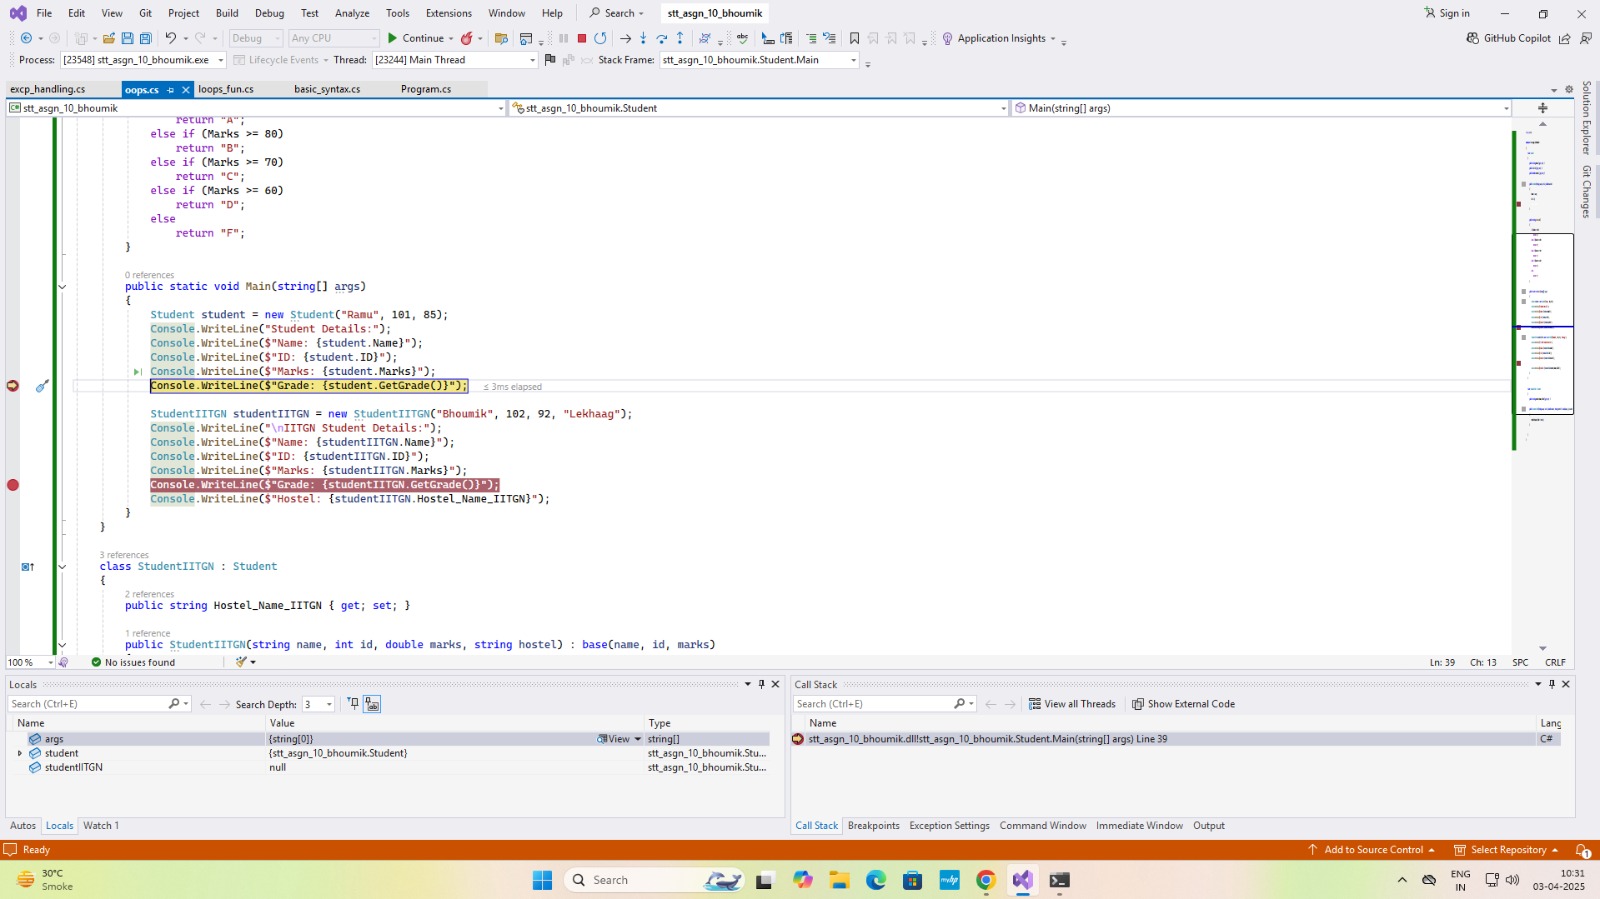 File Edit View Git Project Build Debug Test Analyze Tools Extensions Window Help Search stt_asgn_10_bhoumik Sign in
Debug Any CPU Continue Application Insights GitHub Copilot
Process: [23548] stt_asgn_10_bhoumik.exe Lifecycle Events Thread: [23244] Main Thread Stack Frame: stt_asgn_10_bhoumik.Student.Main
excp_handling.cs oops.cs loops_fun.cs basic_syntax.cs Program.cs
stt_asgn_10_bhoumik stt_asgn_10_bhoumik.Student Main(string[] args)
return "A";
else if (Marks >= 80)
return "B";
else if (Marks >= 70)
return "C";
else if (Marks >= 60)
return "D";
else
return "F";
}
0 references
public static void Main(string[] args)
{
Student student = new Student("Ramu", 101, 85);
Console.WriteLine("Student Details:");
Console.WriteLine($"Name: {student.Name}");
Console.WriteLine($"ID: {student.ID}");
Console.WriteLine($"Marks: {student.Marks}");
Console.WriteLine($"Grade: {student.GetGrade()}"); ≤ 3ms elapsed
StudentIITGN studentIITGN = new StudentIITGN("Bhoumik", 102, 92, "Lekhaag");
Console.WriteLine("\nIITGN Student Details:");
Console.WriteLine($"Name: {studentIITGN.Name}");
Console.WriteLine($"ID: {studentIITGN.ID}");
Console.WriteLine($"Marks: {studentIITGN.Marks}");
Console.WriteLine($"Grade: {studentIITGN.GetGrade()}");
Console.WriteLine($"Hostel: {studentIITGN.Hostel_Name_IITGN}");
}
}
3 references
class StudentIITGN : Student
{
2 references
public string Hostel_Name_IITGN { get; set; }
1 reference
public StudentIITGN(string name, int id, double marks, string hostel) : base(name, id, marks)
100 % No issues found Ln: 39 Ch: 13 SPC CRLF
Solution Explorer
Git Changes
Locals
Search (Ctrl+E) Search Depth: 3
Name Value Type
args {string[0]} View string[]
student {stt_asgn_10_bhoumik.Student} stt_asgn_10_bhoumik.Stu...
studentIITGN null stt_asgn_10_bhoumik.Stu...
Autos Locals Watch 1
Call Stack
Search (Ctrl+E) View all Threads Show External Code
Name Lang
stt_asgn_10_bhoumik.dll!stt_asgn_10_bhoumik.Student.Main(string[] args) Line 39 C#
Call Stack Breakpoints Exception Settings Command Window Immediate Window Output
Ready Add to Source Control Select Repository 1
30°C
Smoke
Search
ENG
IN
10:31
03-04-2025